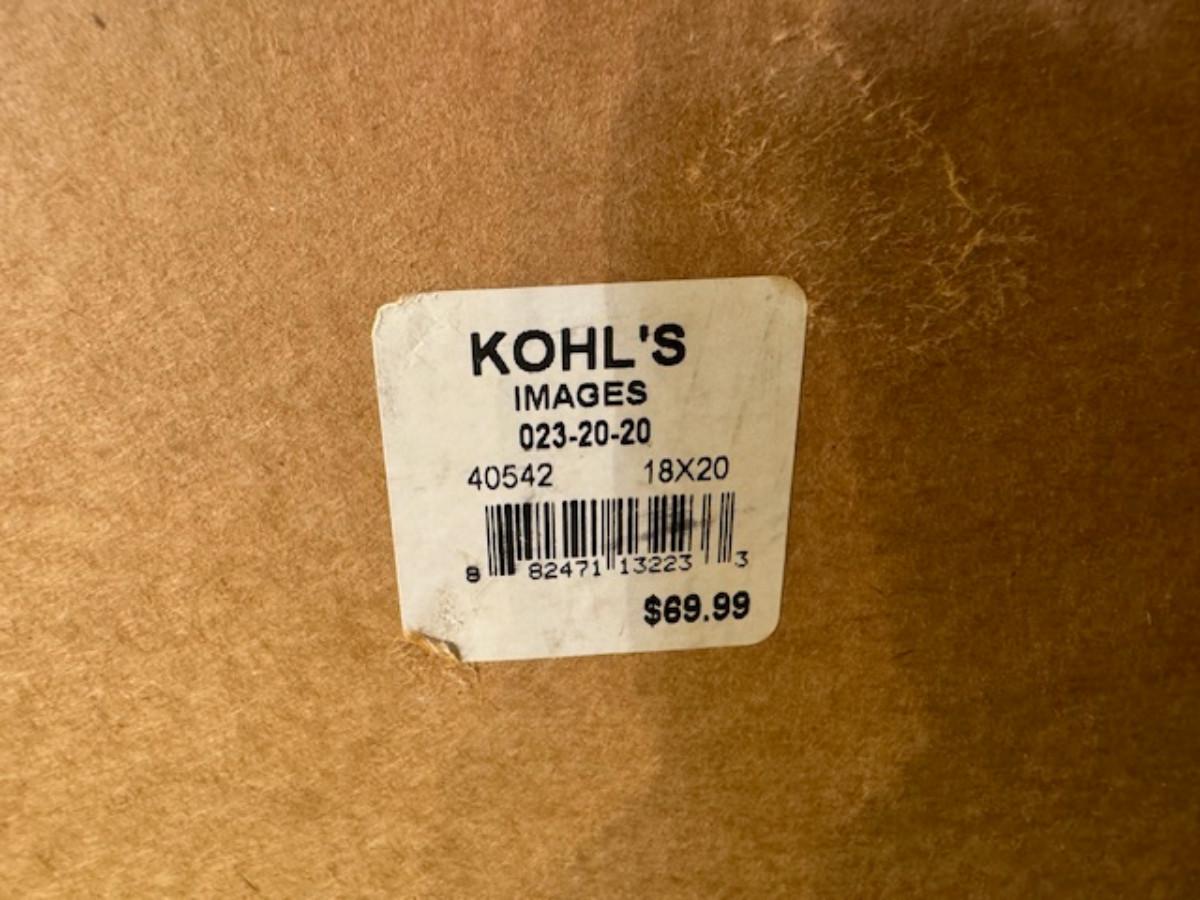 KOHL'S
IMAGES
023-20-20
40542 18X20
8 82471 13223 3
$69.99